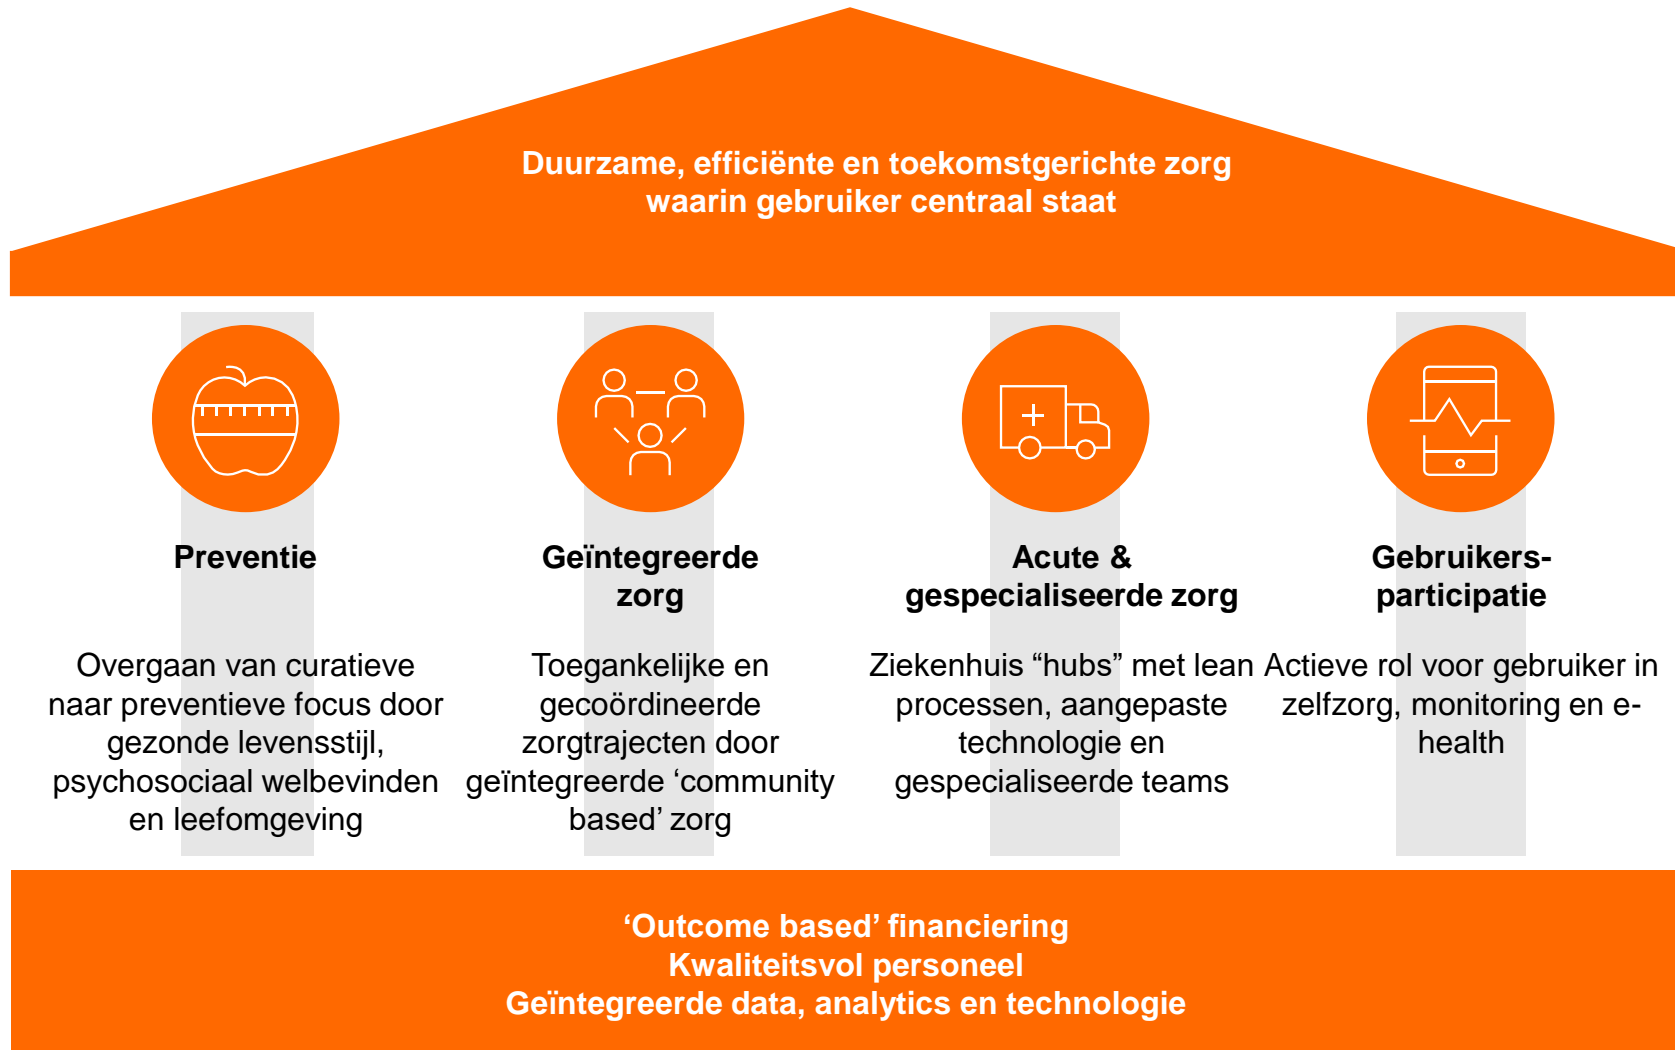 Duurzame, efficiënte en toekomstgerichte zorg
waarin gebruiker centraal staat
Preventie
Overgaan van curatieve
naar preventieve focus door
gezonde levensstijl,
psychosociaal welbevinden
en leefomgeving
Geïntegreerde
zorg
Toegankelijke en
gecoördineerde
zorgtrajecten door
geïntegreerde ‘community
based’ zorg
Acute &
gespecialiseerde zorg
Ziekenhuis “hubs” met lean
processen, aangepaste
technologie en
gespecialiseerde teams
Gebruikers-
participatie
Actieve rol voor gebruiker in
zelfzorg, monitoring en e-
health
‘Outcome based’ financiering
Kwaliteitsvol personeel
Geïntegreerde data, analytics en technologie